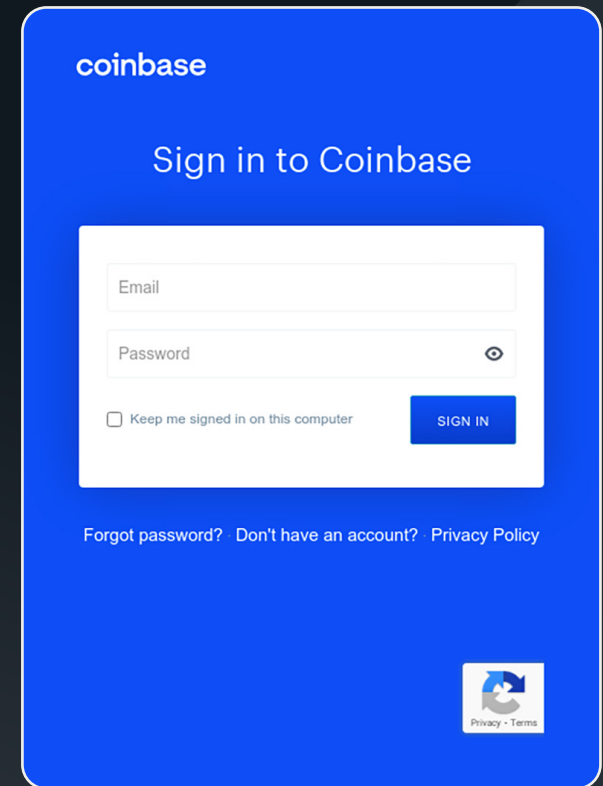 coinbase
Sign in to Coinbase
Email
Password
Keep me signed in on this computer
SIGN IN
Forgot password? · Don't have an account? · Privacy Policy
Privacy - Terms